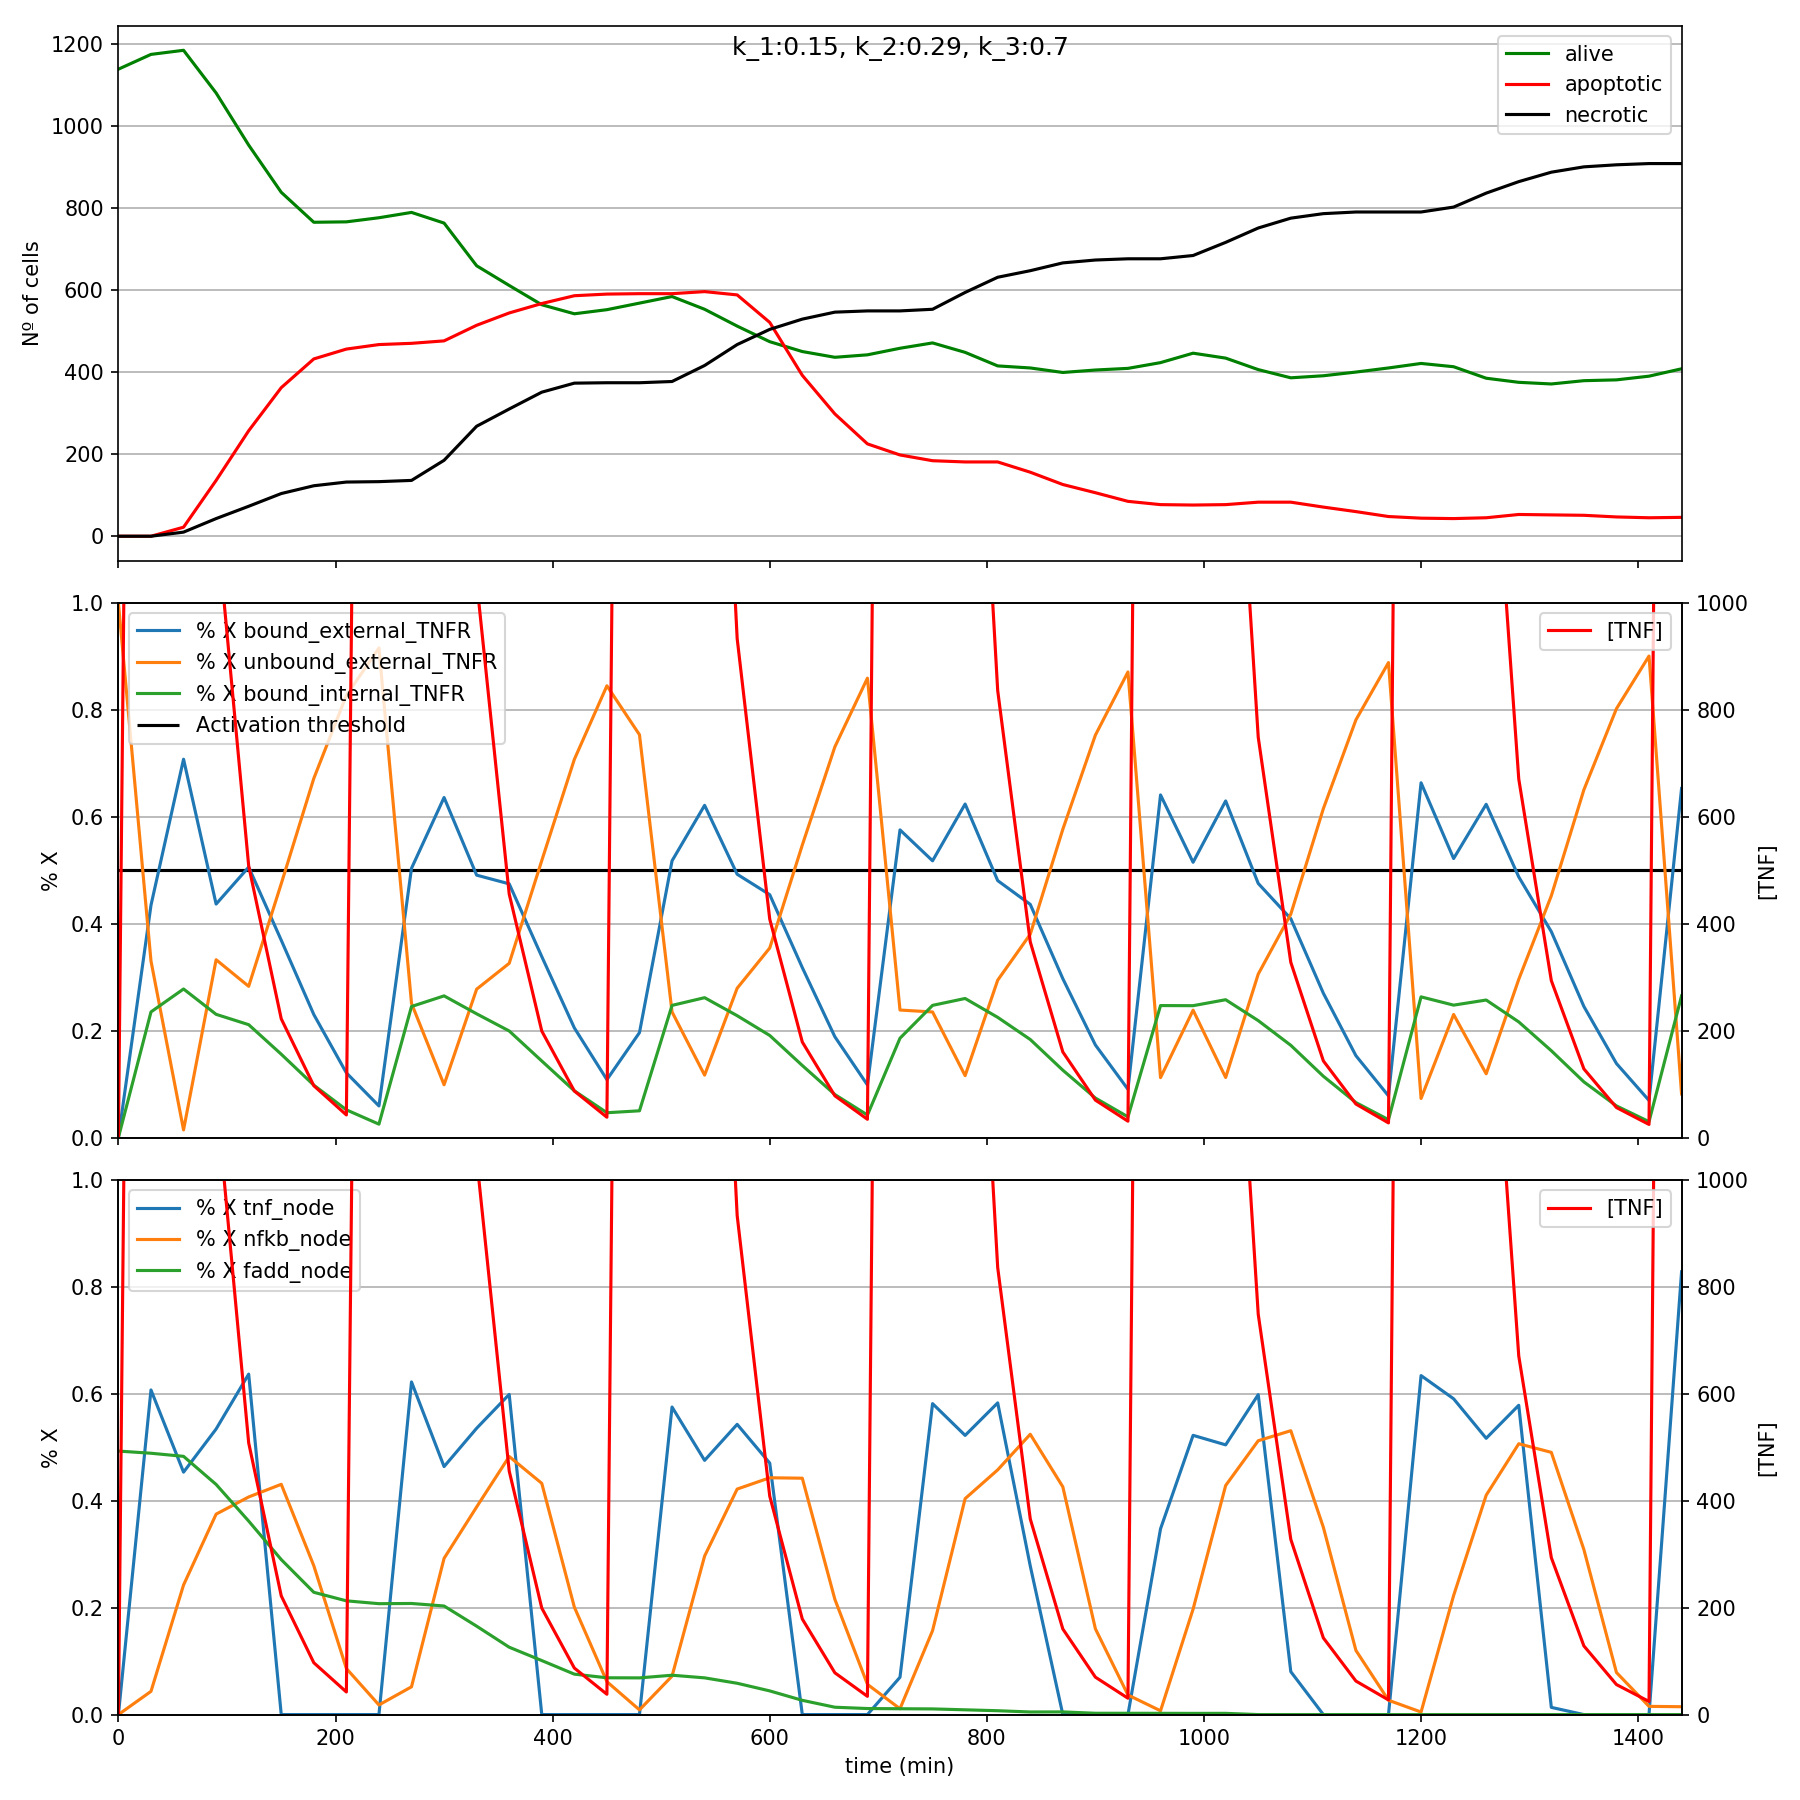 k_1:0.15, k_2:0.29, k_3:0.7
alive
apoptotic
necrotic
1200
1000
800
600
400
200
0
Nº of cells
% X bound_external_TNFR
% X unbound_external_TNFR
% X bound_internal_TNFR
Activation threshold
[TNF]
1.0
0.8
0.6
0.4
0.2
0.0
% X
1000
800
600
400
200
0
[TNF]
% X tnf_node
% X nfkb_node
% X fadd_node
[TNF]
1.0
0.8
0.6
0.4
0.2
0.0
% X
1000
800
600
400
200
0
[TNF]
0 200 400 600 800 1000 1200 1400
time (min)